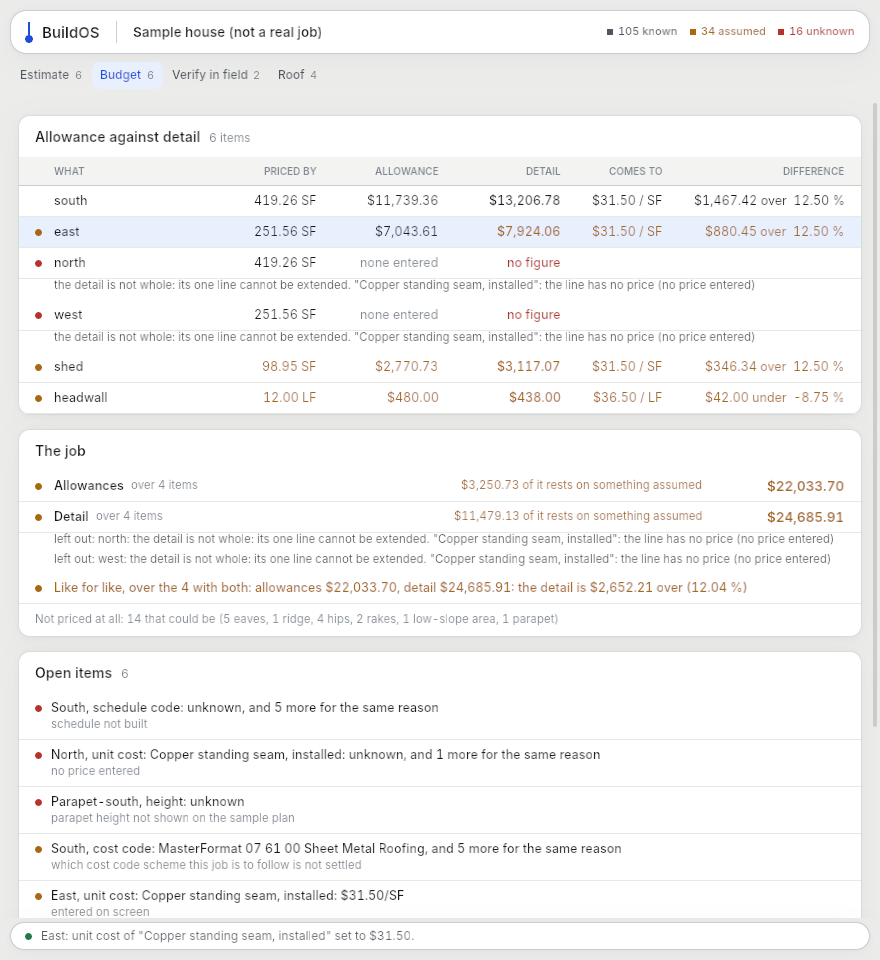 BuildOS Sample house (not a real job) 105 known 34 assumed 16 unknown
Estimate 6 Budget 6 Verify in field 2 Roof 4
Allowance against detail 6 items
WHAT PRICED BY ALLOWANCE DETAIL COMES TO DIFFERENCE
south 419.26 SF $11,739.36 $13,206.78 $31.50 / SF $1,467.42 over 12.50 %
east 251.56 SF $7,043.61 $7,924.06 $31.50 / SF $880.45 over 12.50 %
north 419.26 SF none entered no figure
the detail is not whole: its one line cannot be extended. "Copper standing seam, installed": the line has no price (no price entered)
west 251.56 SF none entered no figure
the detail is not whole: its one line cannot be extended. "Copper standing seam, installed": the line has no price (no price entered)
shed 98.95 SF $2,770.73 $3,117.07 $31.50 / SF $346.34 over 12.50 %
headwall 12.00 LF $480.00 $438.00 $36.50 / LF $42.00 under -8.75 %
The job
Allowances over 4 items $3,250.73 of it rests on something assumed $22,033.70
Detail over 4 items $11,479.13 of it rests on something assumed $24,685.91
left out: north: the detail is not whole: its one line cannot be extended. "Copper standing seam, installed": the line has no price (no price entered)
left out: west: the detail is not whole: its one line cannot be extended. "Copper standing seam, installed": the line has no price (no price entered)
Like for like, over the 4 with both: allowances $22,033.70, detail $24,685.91: the detail is $2,652.21 over (12.04 %)
Not priced at all: 14 that could be (5 eaves, 1 ridge, 4 hips, 2 rakes, 1 low-slope area, 1 parapet)
Open items 6
South, schedule code: unknown, and 5 more for the same reason
schedule not built
North, unit cost: Copper standing seam, installed: unknown, and 1 more for the same reason
no price entered
Parapet-south, height: unknown
parapet height not shown on the sample plan
South, cost code: MasterFormat 07 61 00 Sheet Metal Roofing, and 5 more for the same reason
which cost code scheme this job is to follow is not settled
East, unit cost: Copper standing seam, installed: $31.50/SF
entered on screen
East: unit cost of "Copper standing seam, installed" set to $31.50.